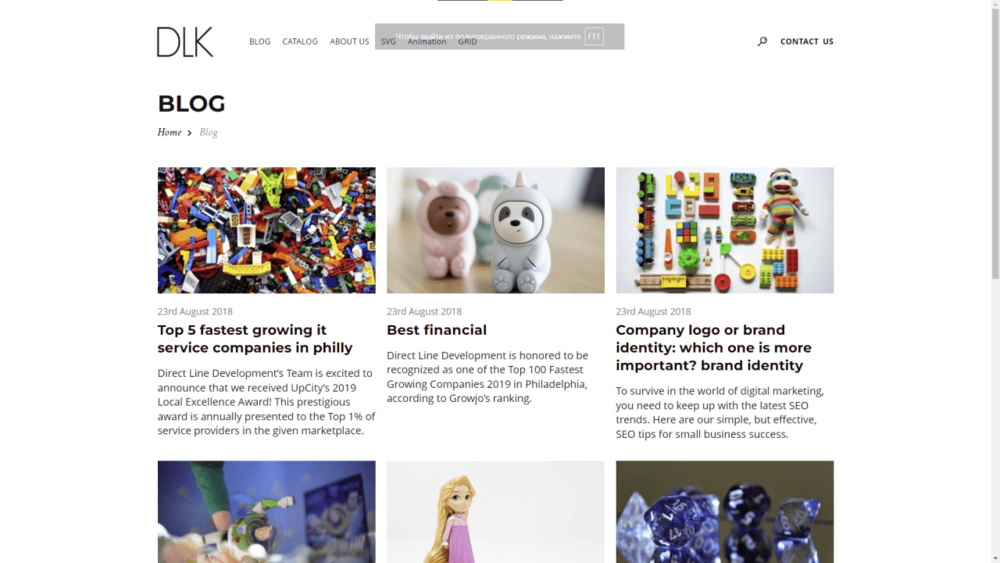 DLK
BLOG CATALOG ABOUT US SVG Animation GRID
Чтобы выйти из полноэкранного режима, нажмите F11
CONTACT US
BLOG
Home Blog
23rd August 2018
Top 5 fastest growing it
service companies in philly
Direct Line Development's Team is excited to
announce that we received UpCity's 2019
Local Excellence Award! This prestigious
award is annually presented to the Top 1% of
service providers in the given marketplace.
23rd August 2018
Best financial
Direct Line Development is honored to be
recognized as one of the Top 100 Fastest
Growing Companies 2019 in Philadelphia,
according to Growjo's ranking.
23rd August 2018
Company logo or brand
identity: which one is more
important? brand identity
To survive in the world of digital marketing,
you need to keep up with the latest SEO
trends. Here are our simple, but effective,
SEO tips for small business success.